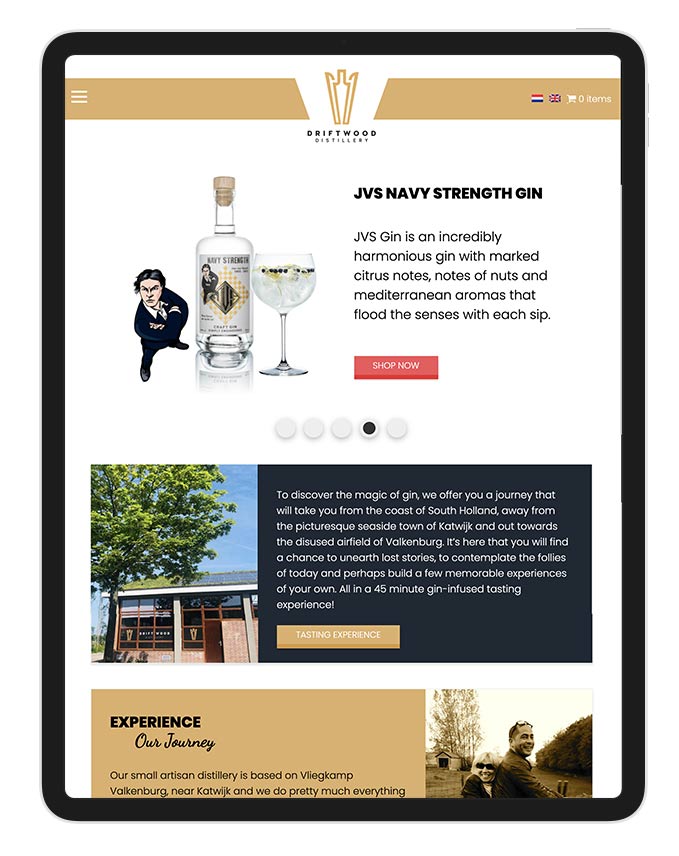 0 items
DRIFTWOOD
DISTILLERY
JVS NAVY STRENGTH GIN
JVS Gin is an incredibly
harmonious gin with marked
citrus notes, notes of nuts and
mediterranean aromas that
flood the senses with each sip.
SHOP NOW
NAVY STRENGTH
JVS
CRAFT GIN
To discover the magic of gin, we offer you a journey that
will take you from the coast of South Holland, away from
the picturesque seaside town of Katwijk and out towards
the disused airfield of Valkenburg. It's here that you will find
a chance to unearth lost stories, to contemplate the follies
of today and perhaps build a few memorable experiences
of your own. All in a 45 minute gin-infused tasting
experience!
TASTING EXPERIENCE
DRIFTWOOD
EXPERIENCE
Our Journey
Our small artisan distillery is based on Vliegkamp
Valkenburg, near Katwijk and we do pretty much everything